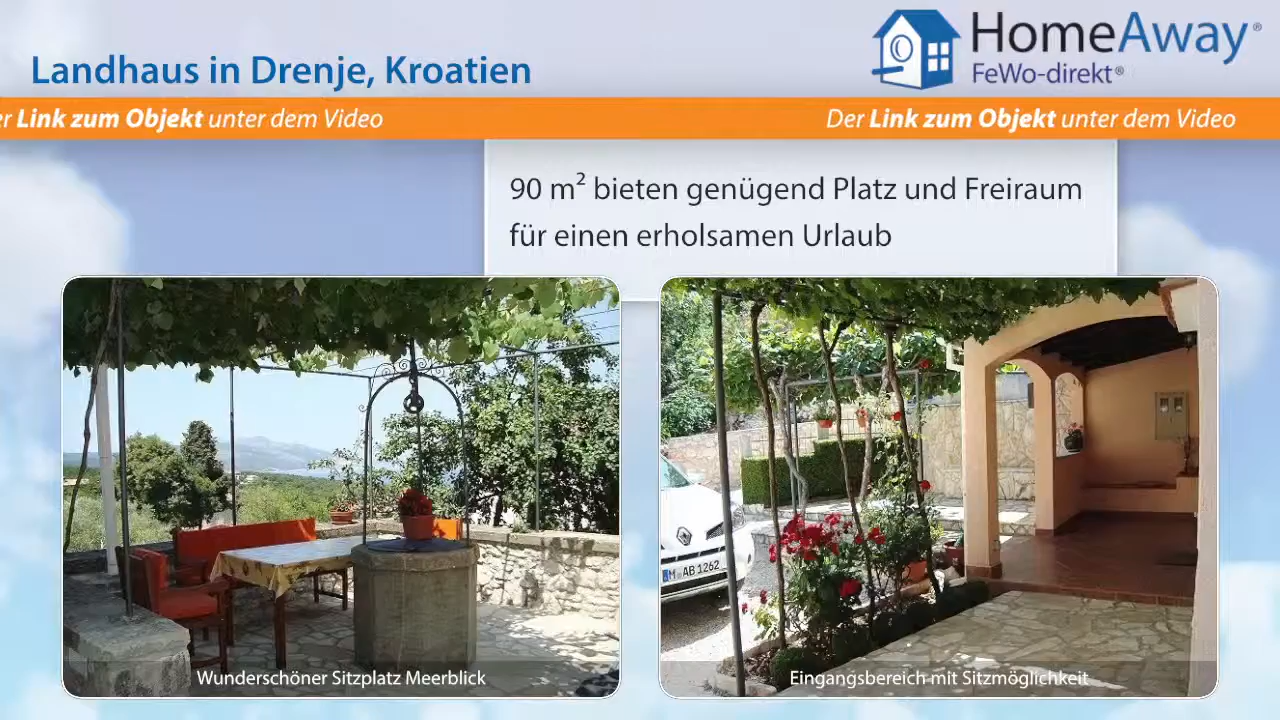 Landhaus in Drenje, Kroatien
HomeAway®
FeWo-direkt®
er Link zum Objekt unter dem Video
Der Link zum Objekt unter dem Video
90 m² bieten genügend Platz und Freiraum
für einen erholsamen Urlaub
M AB 1262
Wunderschöner Sitzplatz Meerblick
Eingangsbereich mit Sitzmöglichkeit